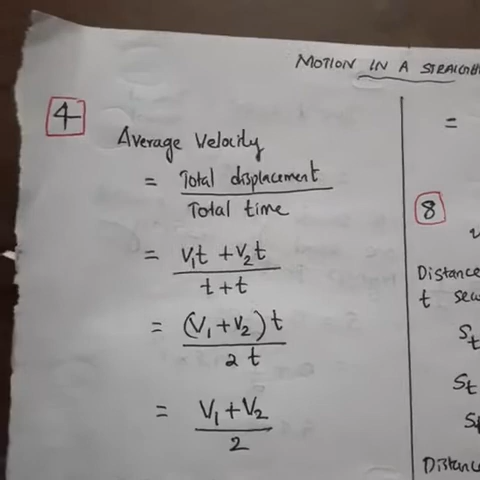 MOTION IN A STRAIGHT
4
Average Velocity
= Total displacement
Total time
= V₁t + V₂t
t + t
= (V₁ + V₂) t
2 t
= V₁ + V₂
2
=
8
Distance
t
St
St
Distance